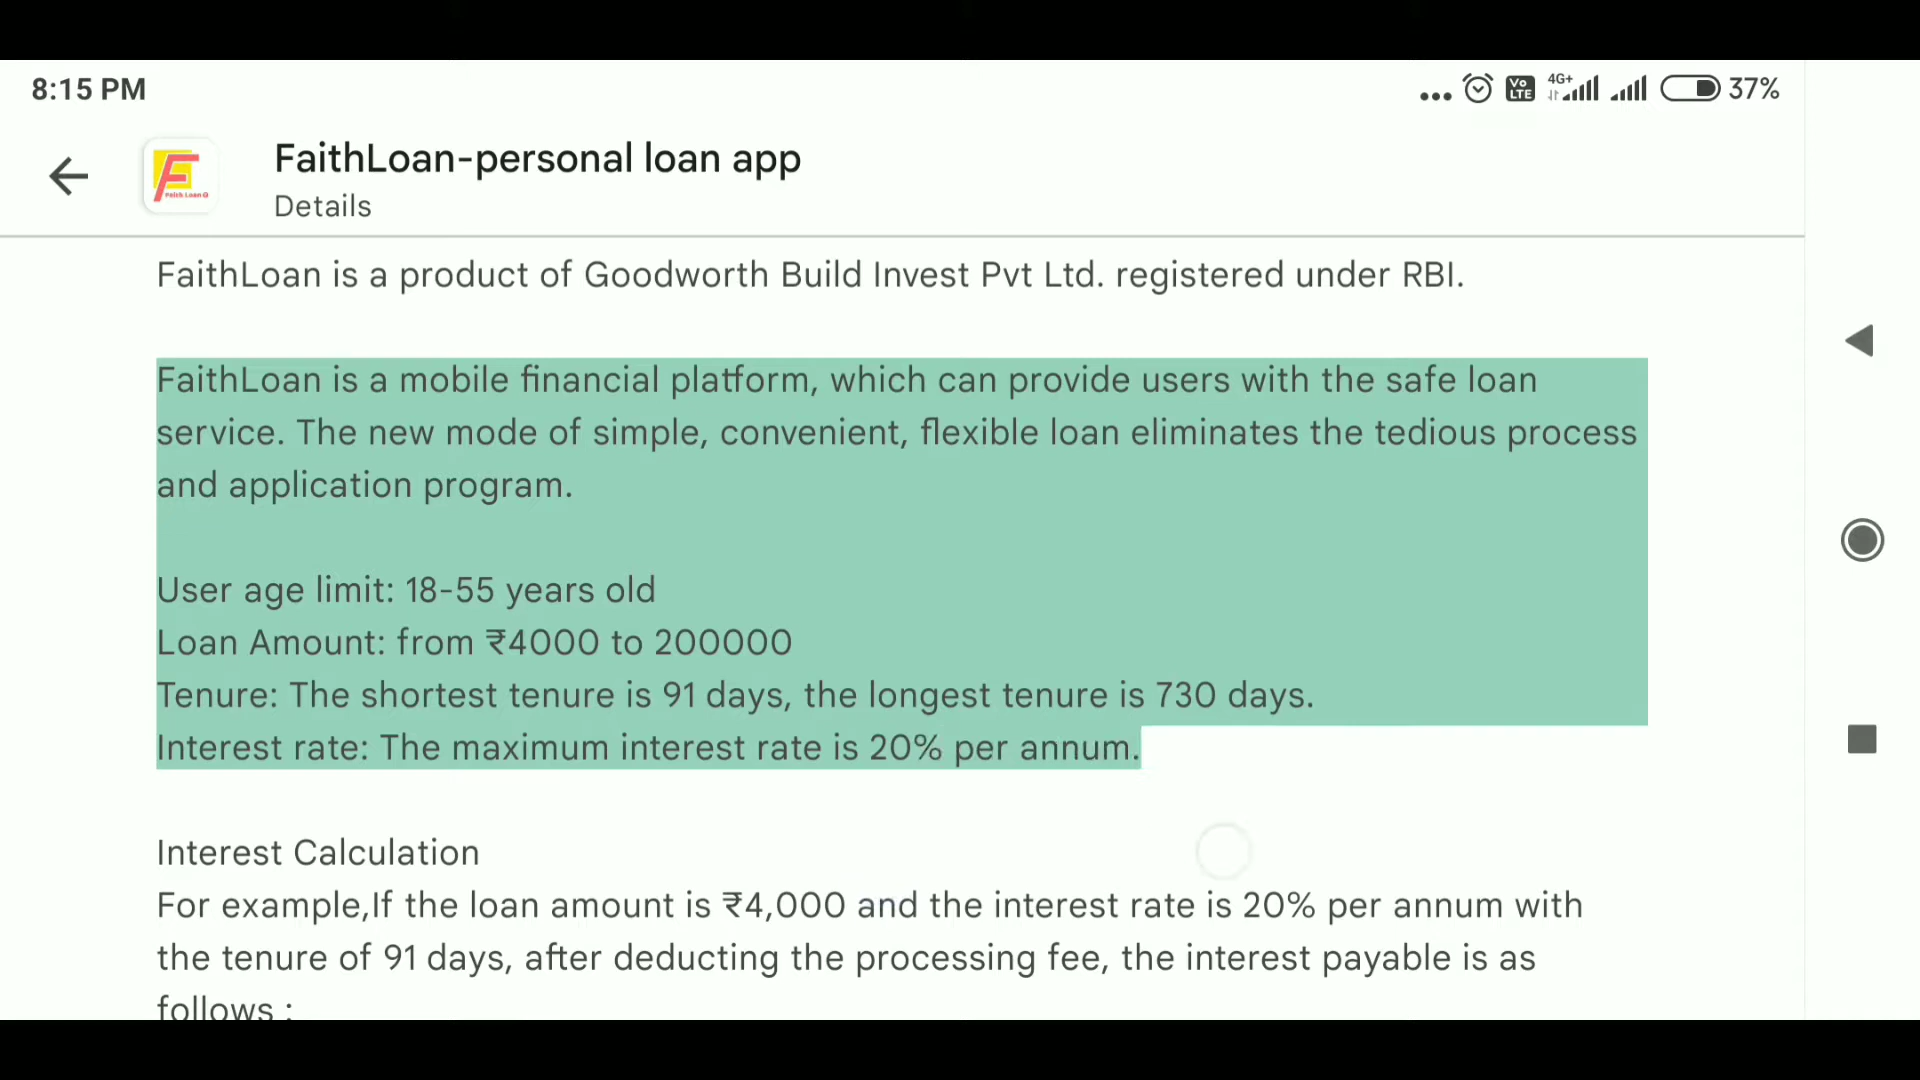 8:15 PM
Vo LTE 4G+ 37%
FaithLoan-personal loan app
Details
F
Faith Loan
FaithLoan is a product of Goodworth Build Invest Pvt Ltd. registered under RBI.
FaithLoan is a mobile financial platform, which can provide users with the safe loan
service. The new mode of simple, convenient, flexible loan eliminates the tedious process
and application program.
User age limit: 18-55 years old
Loan Amount: from ₹4000 to 200000
Tenure: The shortest tenure is 91 days, the longest tenure is 730 days.
Interest rate: The maximum interest rate is 20% per annum.
Interest Calculation
For example,If the loan amount is ₹4,000 and the interest rate is 20% per annum with
the tenure of 91 days, after deducting the processing fee, the interest payable is as
follows :